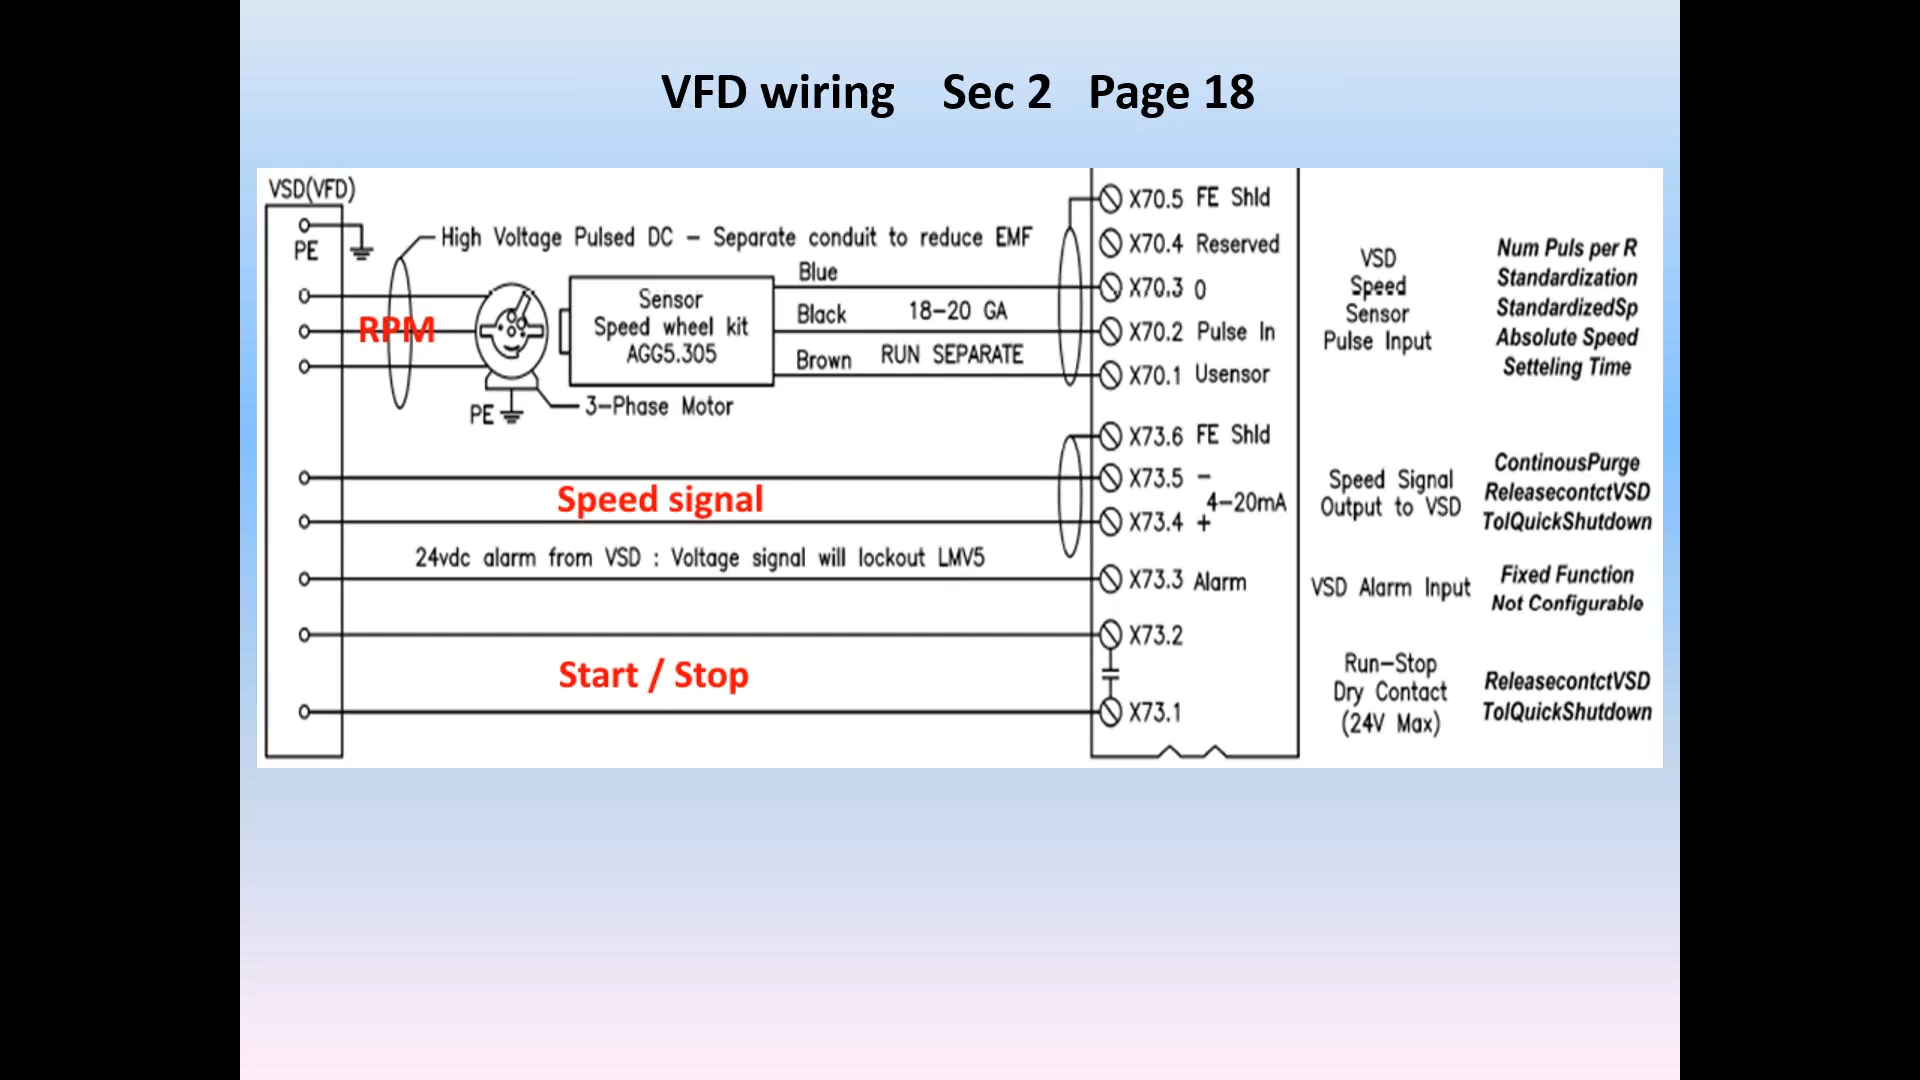 VFD wiring Sec 2 Page 18
VSD(VFD)
PE
High Voltage Pulsed DC - Separate conduit to reduce EMF
RPM
PE
3-Phase Motor
Sensor
Speed wheel kit
AGG5.305
Blue
Black
18-20 GA
Brown
RUN SEPARATE
X70.5 FE Shld
X70.4 Reserved
X70.3 0
X70.2 Pulse In
X70.1 Usensor
VSD
Speed
Sensor
Pulse Input
Num Puls per R
Standardization
StandardizedSp
Absolute Speed
Setteling Time
Speed signal
X73.6 FE Shld
X73.5 -
4-20mA
X73.4 +
Speed Signal
Output to VSD
ContinousPurge
ReleasecontctVSD
TolQuickShutdown
24vdc alarm from VSD : Voltage signal will lockout LMV5
X73.3 Alarm
VSD Alarm Input
Fixed Function
Not Configurable
Start / Stop
X73.2
X73.1
Run-Stop
Dry Contact
(24V Max)
ReleasecontctVSD
TolQuickShutdown